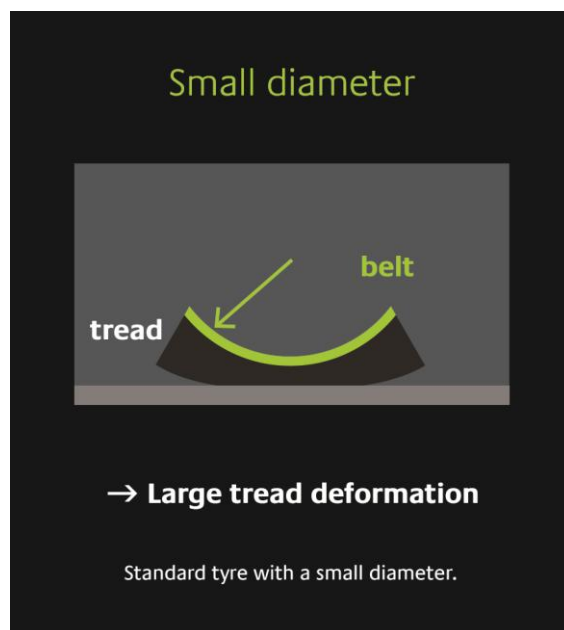 Small diameter
belt
tread
→ Large tread deformation
Standard tyre with a small diameter.